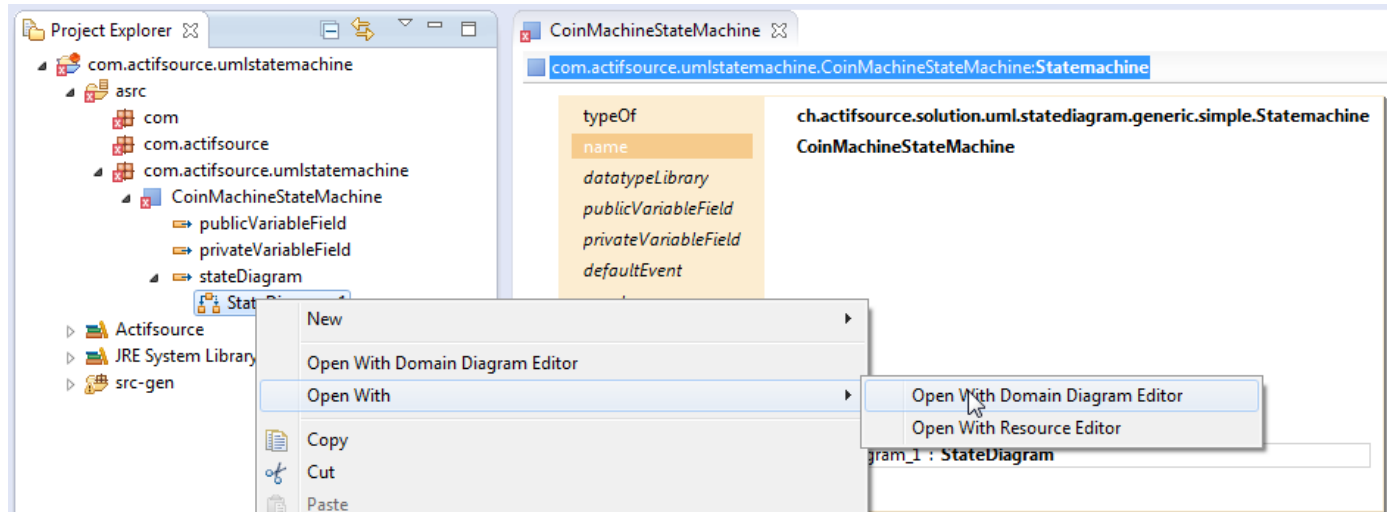 Project Explorer
com.actifsource.umlstatemachine
asrc
com
com.actifsource
com.actifsource.umlstatemachine
CoinMachineStateMachine
publicVariableField
privateVariableField
stateDiagram
Actifsource
JRE System Library
src-gen
CoinMachineStateMachine
com.actifsource.umlstatemachine.CoinMachineStateMachine:Statemachine
typeOf ch.actifsource.solution.uml.statediagram.generic.simple.Statemachine
name CoinMachineStateMachine
datatypeLibrary
publicVariableField
privateVariableField
defaultEvent
: StateDiagram
New
Open With Domain Diagram Editor
Open With
Copy
Cut
Paste
Open With Domain Diagram Editor
Open With Resource Editor